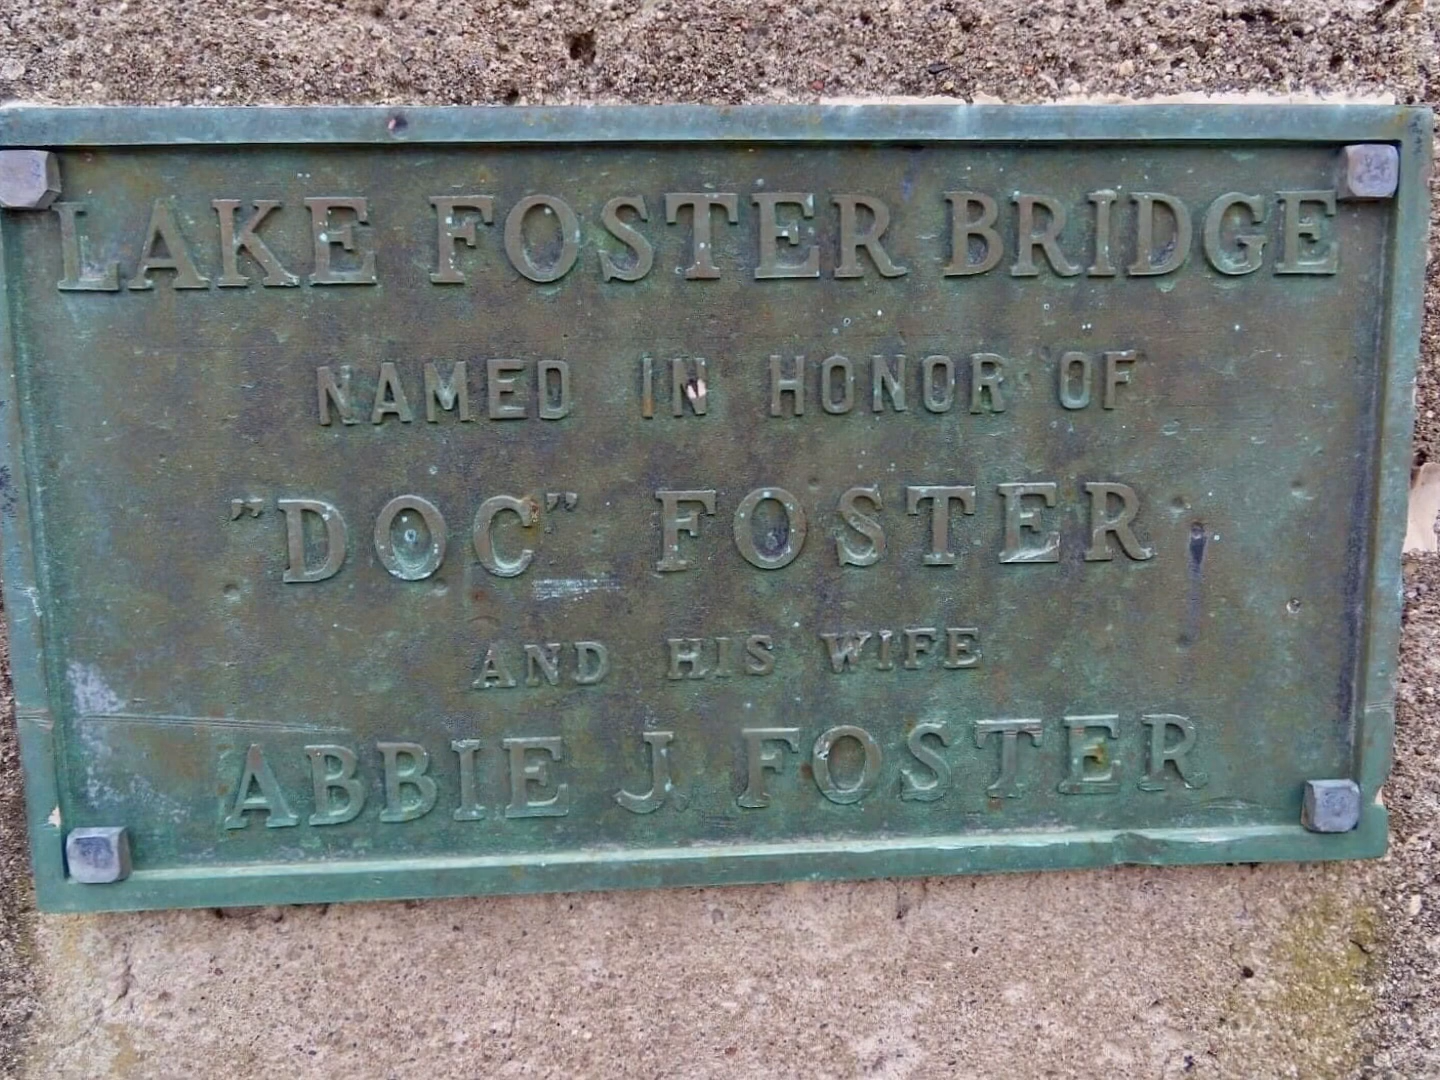 LAKE FOSTER BRIDGE
NAMED IN HONOR OF
"DOC" FOSTER
AND HIS WIFE
ABBIE J. FOSTER